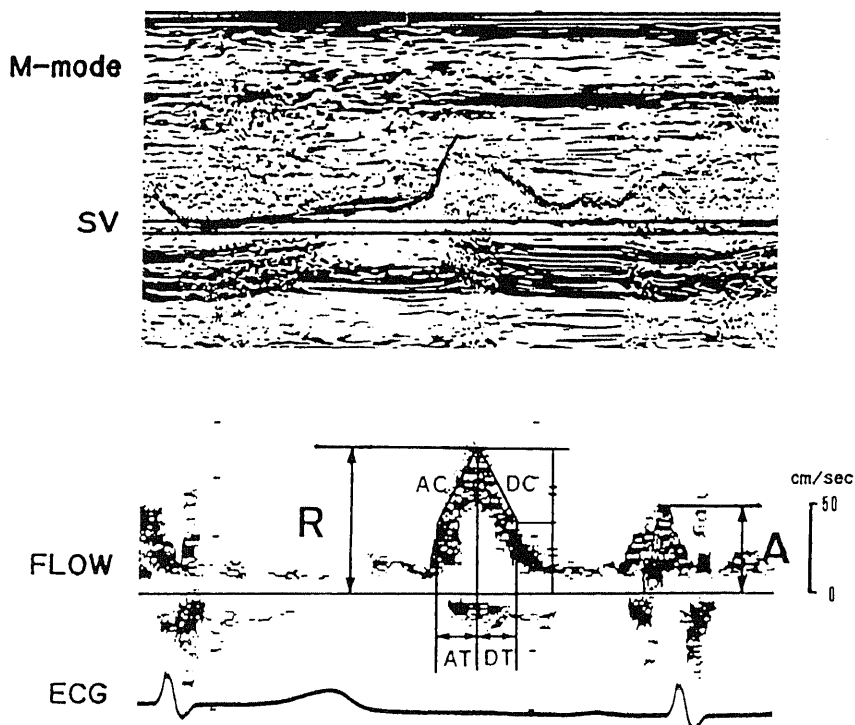 M-mode
SV
AC DC
cm/sec
50
R
A
FLOW
0
AT DT
ECG